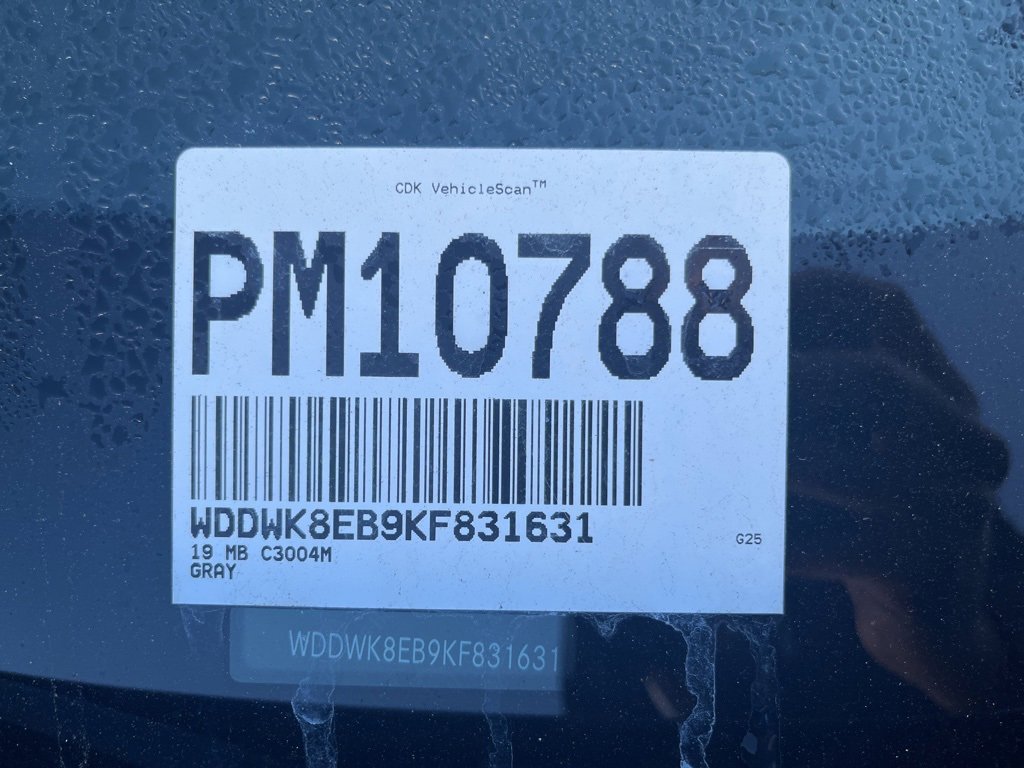 CDK VehicleScan™
PM10788
WDDWK8EB9KF831631
19 MB C3004M
GRAY
G25
WDDWK8EB9KF831631